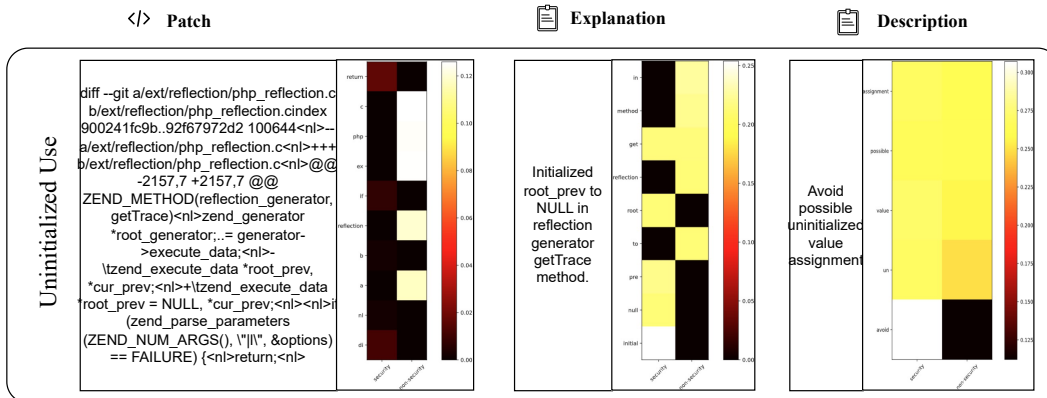 </> Patch
Explanation
Description
Uninitialized Use
diff --git a/ext/reflection/php_reflection.c
b/ext/reflection/php_reflection.cindex
900241fc9b..92f67972d2 100644<nl>--
a/ext/reflection/php_reflection.c<nl>+++
b/ext/reflection/php_reflection.c<nl>@@
-2157,7 +2157,7 @@
ZEND_METHOD(reflection_generator,
getTrace)<nl>zend_generator
*root_generator;..= generator-
>execute_data;<nl>-
\tzend_execute_data *root_prev,
*cur_prev;<nl>+\tzend_execute_data
*root_prev = NULL, *cur_prev;<nl><nl>if
(zend_parse_parameters
(ZEND_NUM_ARGS(), \"|l\", &options)
== FAILURE) {<nl>return;<nl>
return
c
php
ex
if
reflection
b
a
nl
di
security
non-security
0.12
0.10
0.08
0.06
0.04
0.02
0.00
Initialized
root_prev to
NULL in
reflection
generator
getTrace
method.
in
method
get
reflection
root
to
pre
null
initial
security
non-security
0.25
0.20
0.15
0.10
0.05
0.00
Avoid
possible
uninitialized
value
assignment
assignment
possible
value
un
avoid
security
non-security
0.300
0.275
0.250
0.225
0.200
0.175
0.150
0.125